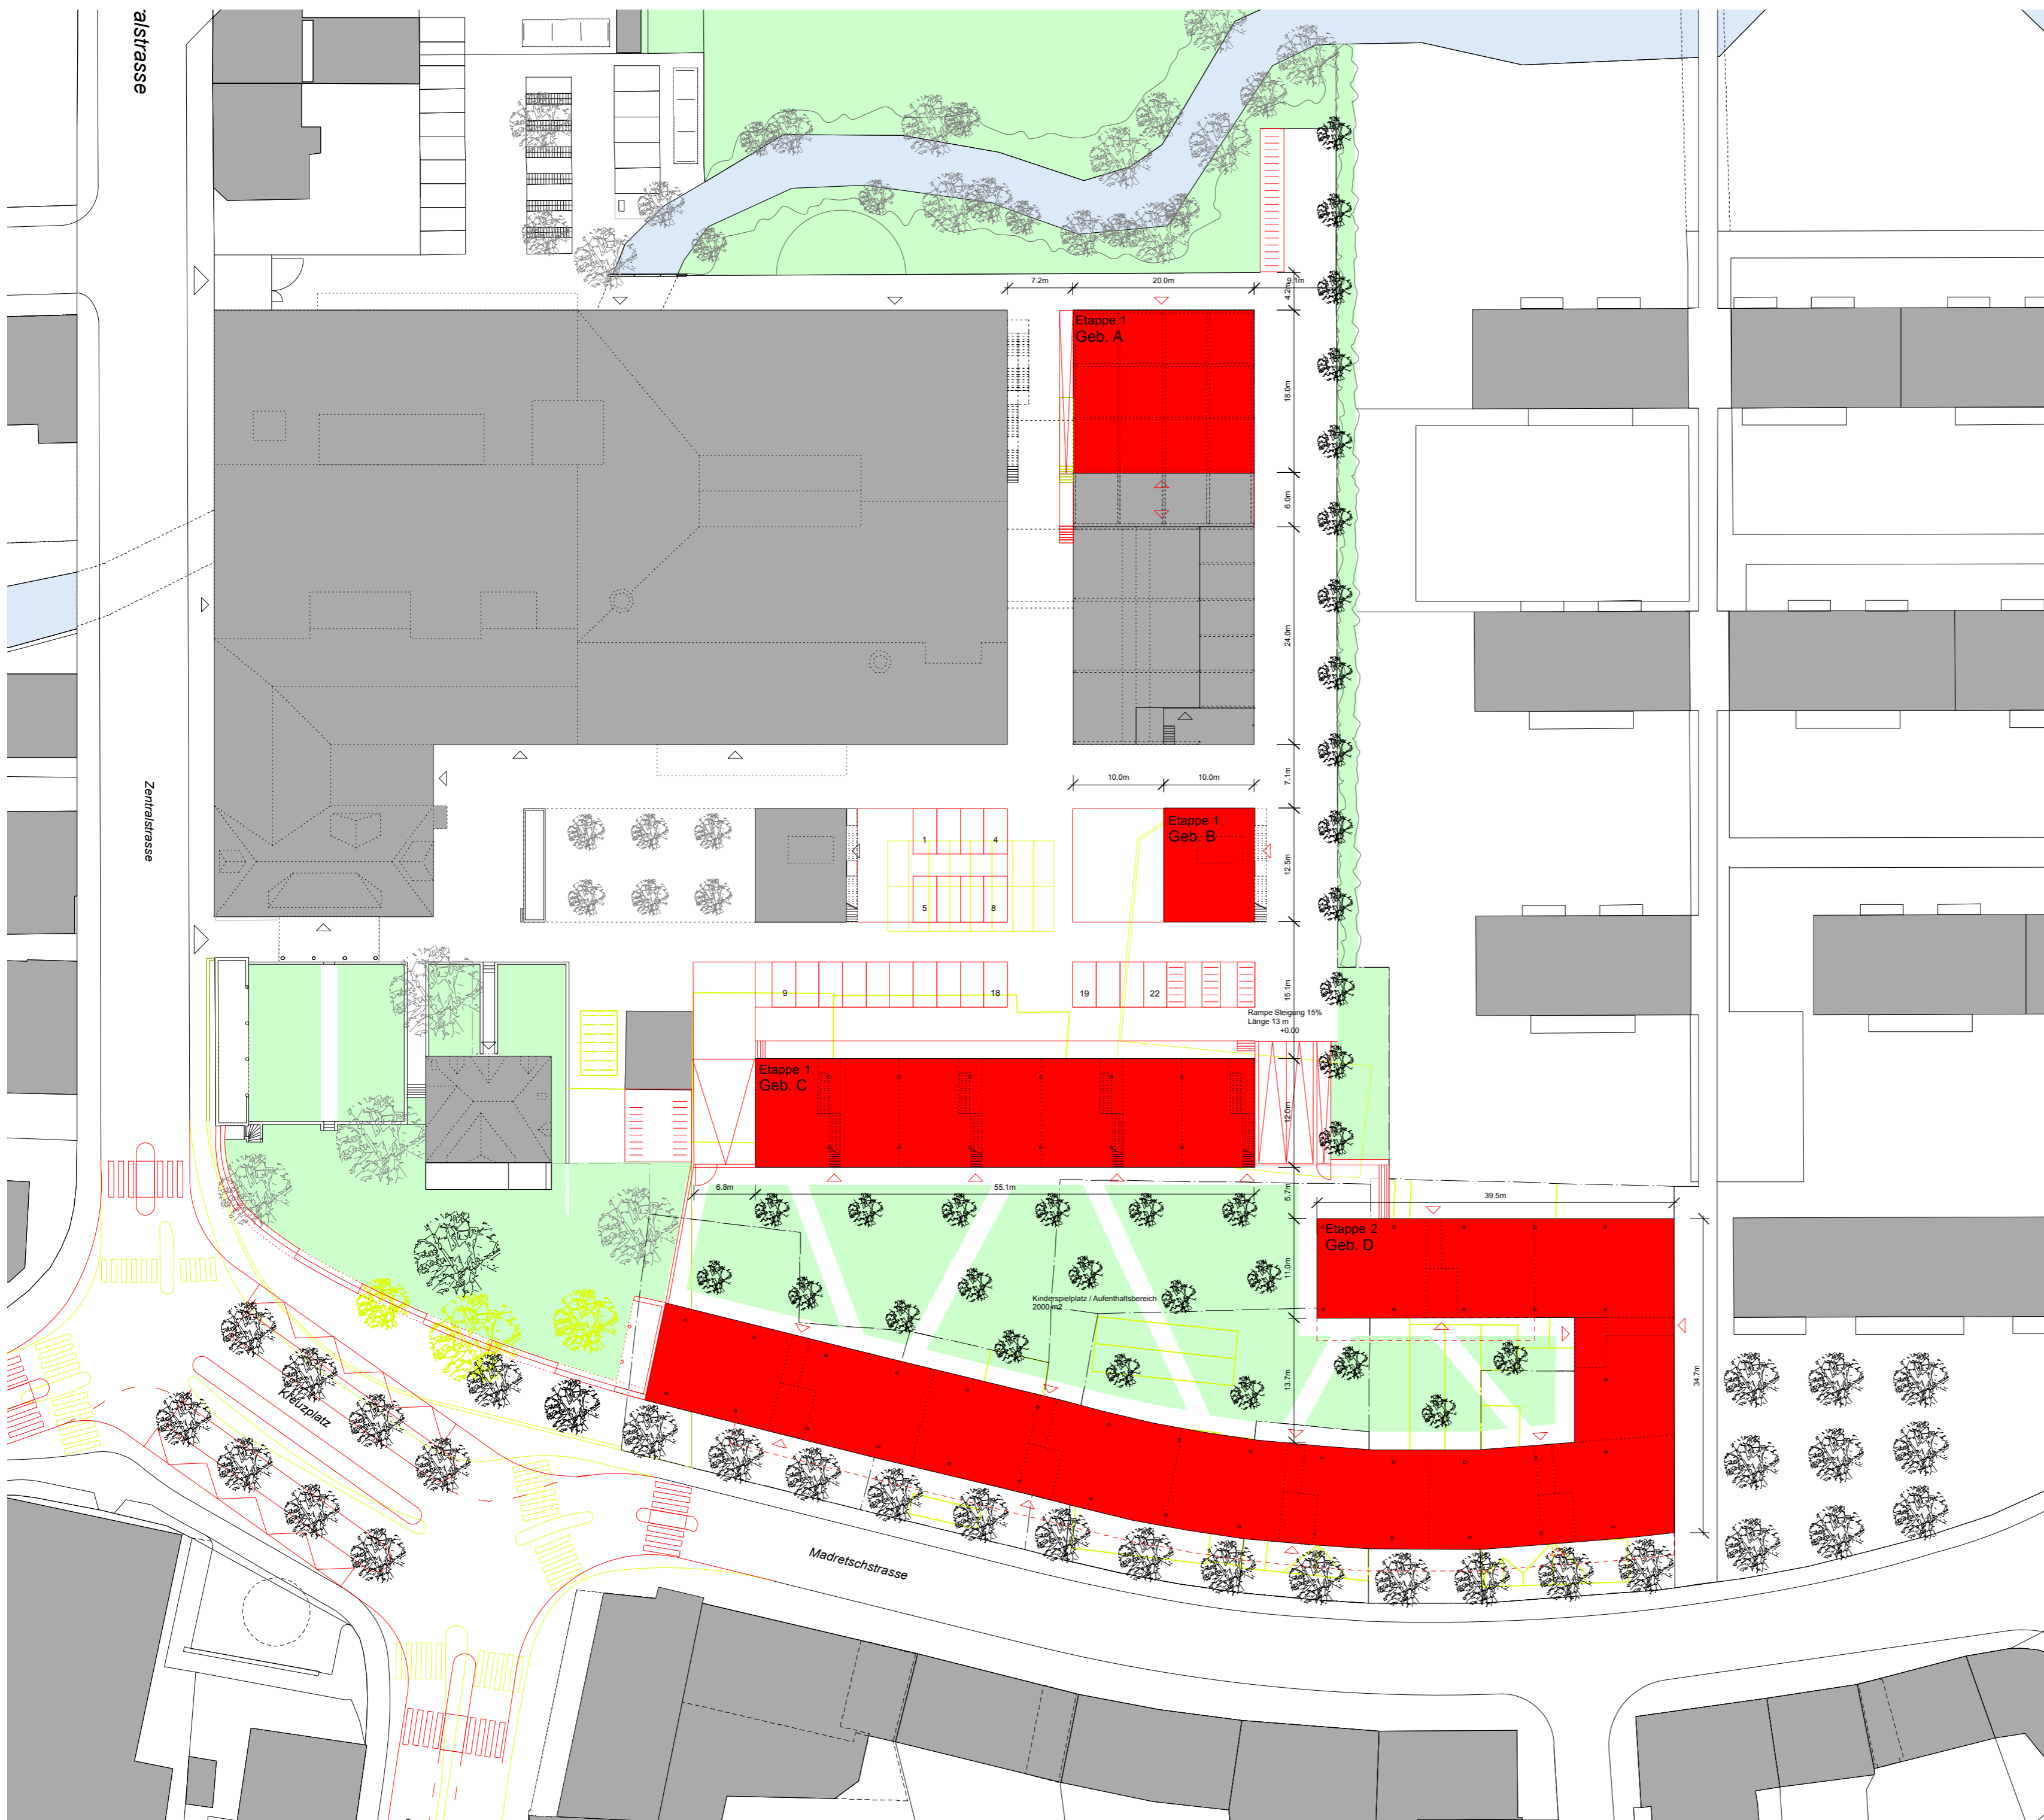 alstrasse
7.2m
20.0m
9.1m
4.2m
Etappe 1
Geb. A
18.0m
6.0m
24.0m
7.1m
10.0m
10.0m
Zentralstrasse
1
4
Etappe 1
Geb. B
12.5m
5
8
9
18
19
22
15.1m
Rampe Steigung 15%
Länge 13 m
+0.00
Etappe 1
Geb. C
12.0m
6.8m
55.1m
5.7m
39.5m
Etappe 2
Geb. D
11.0m
Kinderspielplatz / Aufenthaltsbereich
2000 m2
13.7m
34.7m
Kreuzplatz
Madretschstrasse